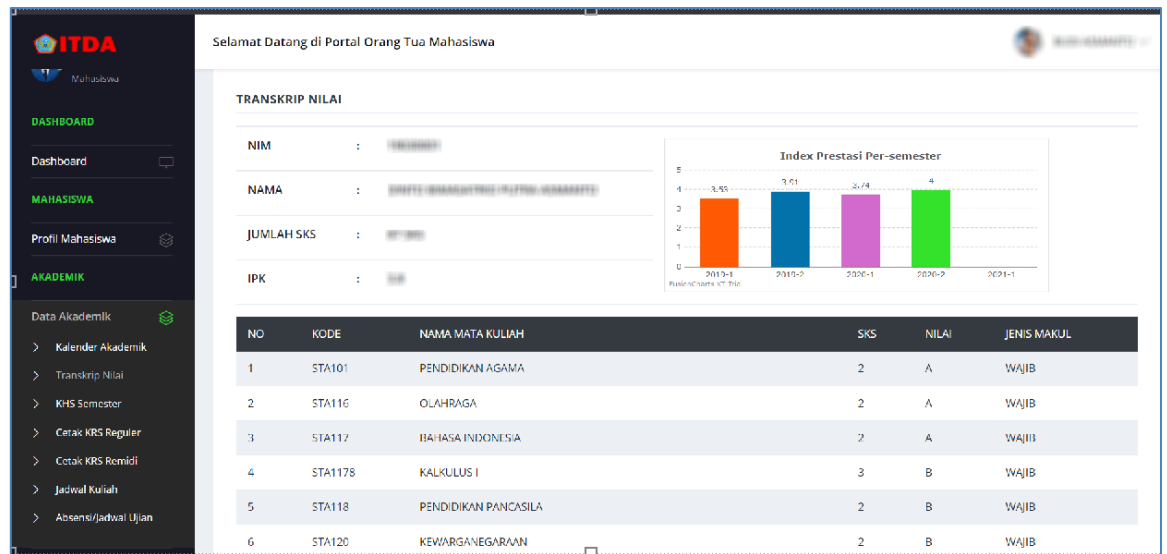 ITDA
Selamat Datang di Portal Orang Tua Mahasiswa
Mahasiswa
DASHBOARD
Dashboard
MAHASISWA
Profil Mahasiswa
AKADEMIK
Data Akademik
Kalender Akademik
Transkrip Nilai
KHS Semester
Cetak KRS Reguler
Cetak KRS Remidi
Jadwal Kuliah
Absensi/Jadwal Ujian
TRANSKRIP NILAI
NIM :
NAMA :
JUMLAH SKS :
IPK :
Index Prestasi Per-semester
5
4
3
2
1
0
3.53 3.91 3.74 4
2019-1 2019-2 2020-1 2020-2 2021-1
FusionCharts XT Trial
NO KODE NAMA MATA KULIAH SKS NILAI JENIS MAKUL
1 STA101 PENDIDIKAN AGAMA 2 A WAJIB
2 STA116 OLAHRAGA 2 A WAJIB
3 STA117 BAHASA INDONESIA 2 A WAJIB
4 STA1178 KALKULUS I 3 B WAJIB
5 STA118 PENDIDIKAN PANCASILA 2 B WAJIB
6 STA120 KEWARGANEGARAAN 2 B WAJIB